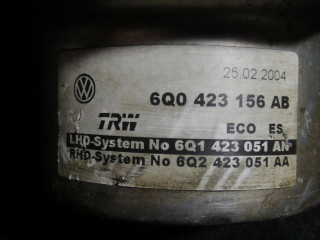 25.02.2004
6Q0 423 156 AB
TRW ECO ES
LHD-System No 6Q1 423 051 AN
RHD-System No 6Q2 423 051 AA